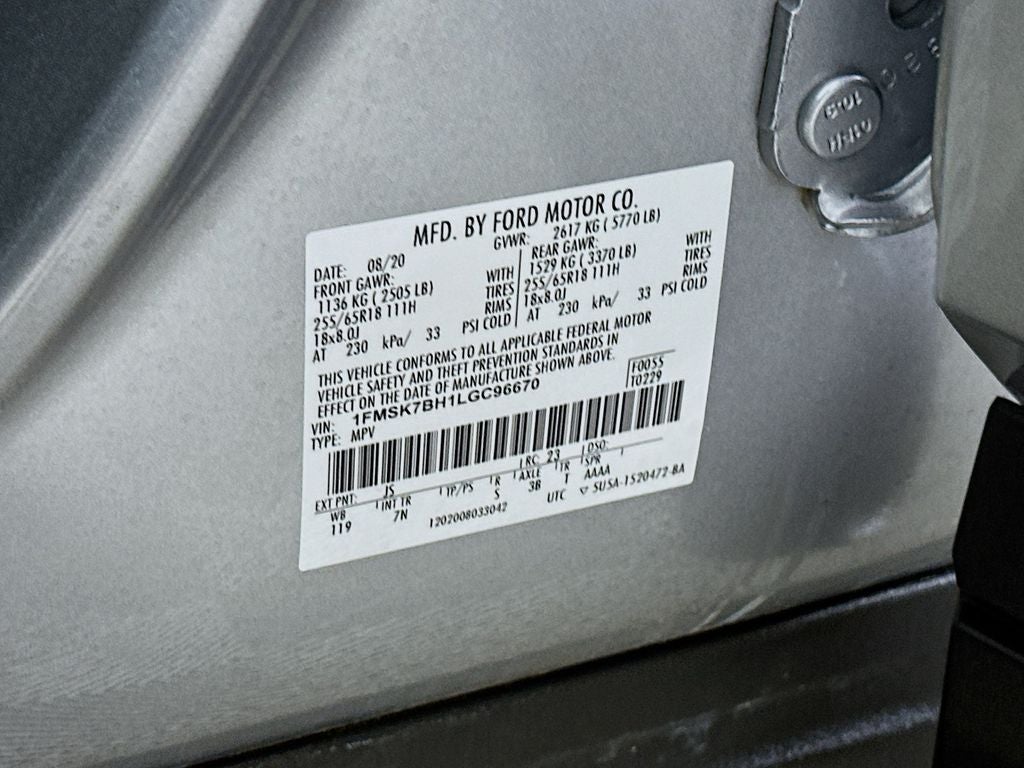 MFD. BY FORD MOTOR CO.
DATE: 08/20 GVWR: 2617 KG ( 5770 LB)
FRONT GAWR:
1136 KG ( 2505 LB) WITH
255/65R18 111H TIRES
18x8.0J RIMS
AT 230 kPa/ 33 PSI COLD
REAR GAWR:
1529 KG ( 3370 LB) WITH
255/65R18 111H TIRES
18x8.0J RIMS
AT 230 kPa/ 33 PSI COLD
THIS VEHICLE CONFORMS TO ALL APPLICABLE FEDERAL MOTOR
VEHICLE SAFETY AND THEFT PREVENTION STANDARDS IN
EFFECT ON THE DATE OF MANUFACTURE SHOWN ABOVE.
VIN: 1FMSK7BH1LGC96670
TYPE: MPV
F0055
T0229
EXT PNT: JS RC: 23 DSO:
WB INT TR TP/PS R AXLE TR SPR
119 7N S 3B T AAAA
1202008033042 UTC ▽ 5U5A-1520472-BA
10.9